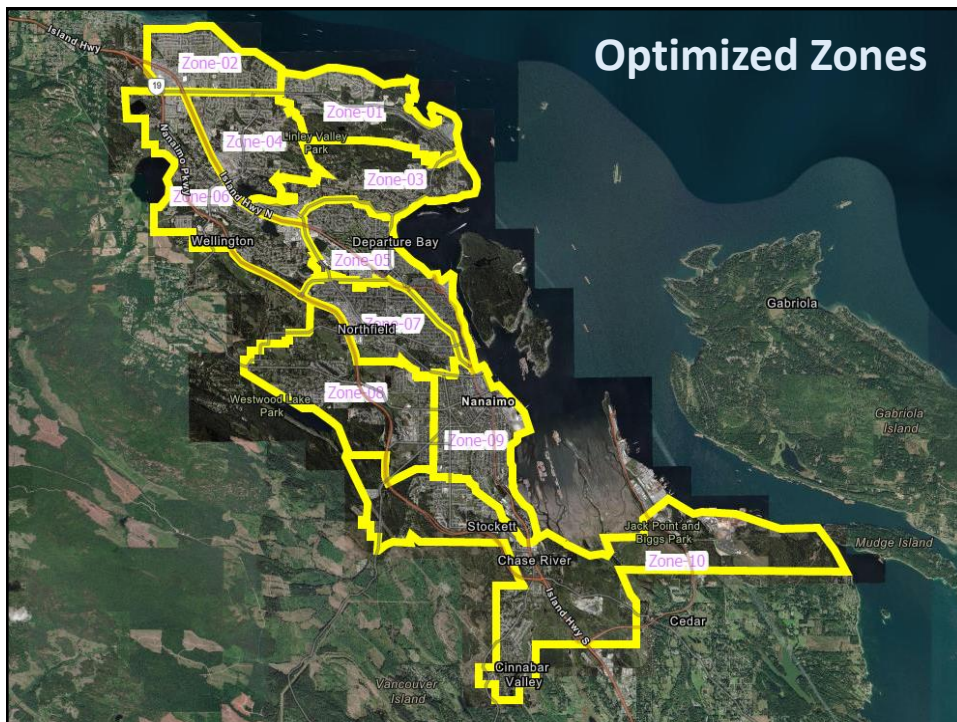 Optimized Zones
Island Hwy
Zone-02
19
Zone-01
Zone-04
Linley Valley
Park
Nanaimo Pkwy
Zone-03
Zone-06
Island Hwy N
Wellington
Departure Bay
Zone-05
Gabriola
Zone-07
Northfield
Zone-08
Westwood Lake
Park
Nanaimo
Gabriola
Island
Zone-09
Stockett
Jack Point and
Biggs Park
Mudge Island
Chase River
Zone-10
Island Hwy S
Cedar
Cinnabar
Valley
Vancouver
Island